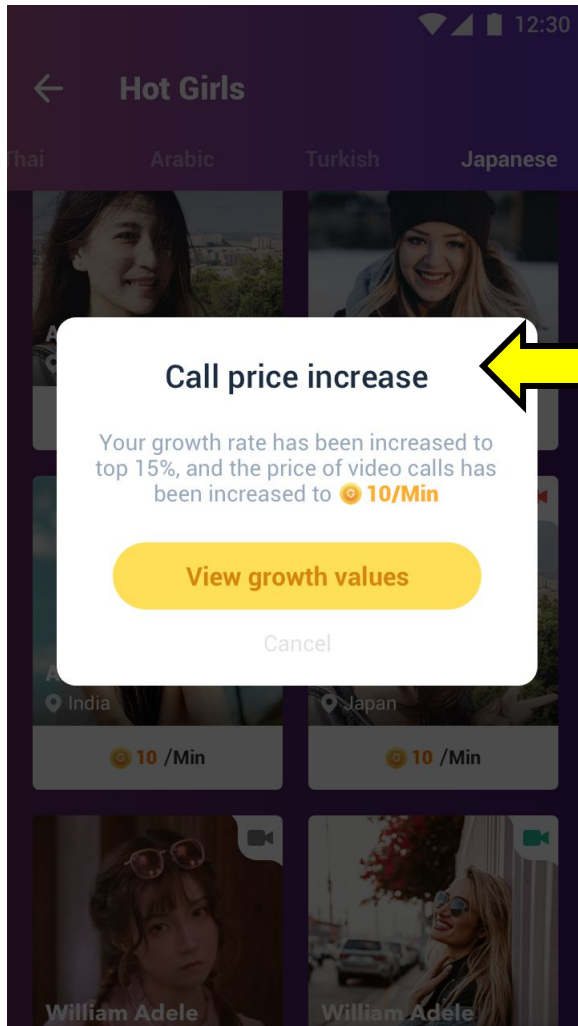 12:30
Hot Girls
Thai Arabic Turkish Japanese
Call price increase
Your growth rate has been increased to
top 15%, and the price of video calls has
been increased to G 10/Min
View growth values
Cancel
India Japan
G 10 /Min G 10 /Min
William Adele William Adele